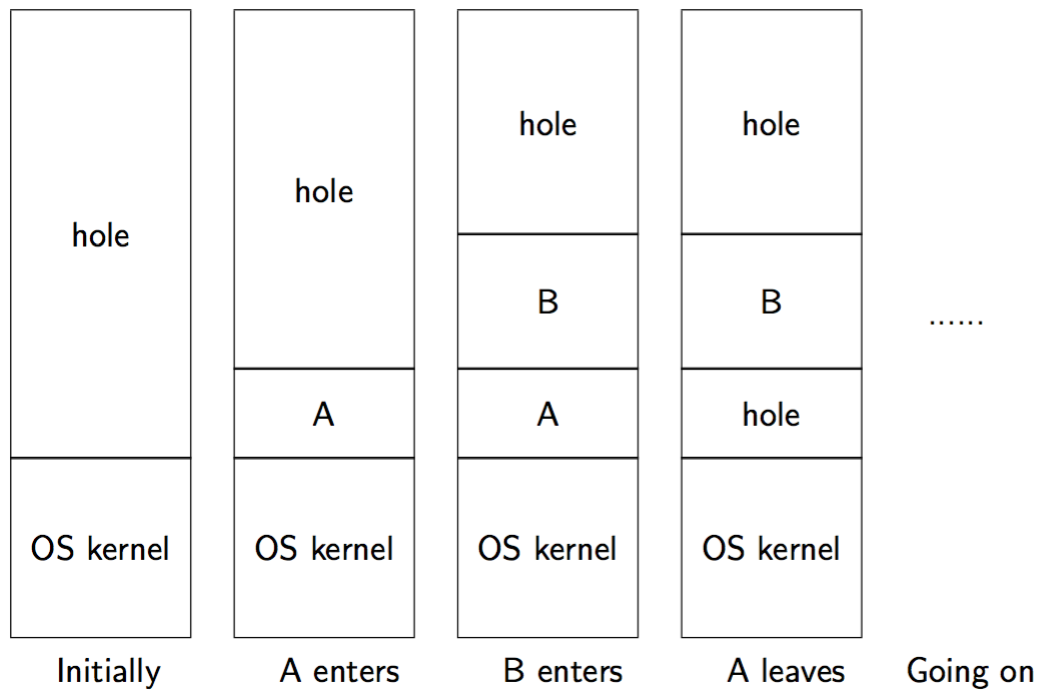 hole
OS kernel
Initially
hole
A
OS kernel
A enters
hole
B
A
OS kernel
B enters
hole
B
hole
OS kernel
A leaves
......
Going on